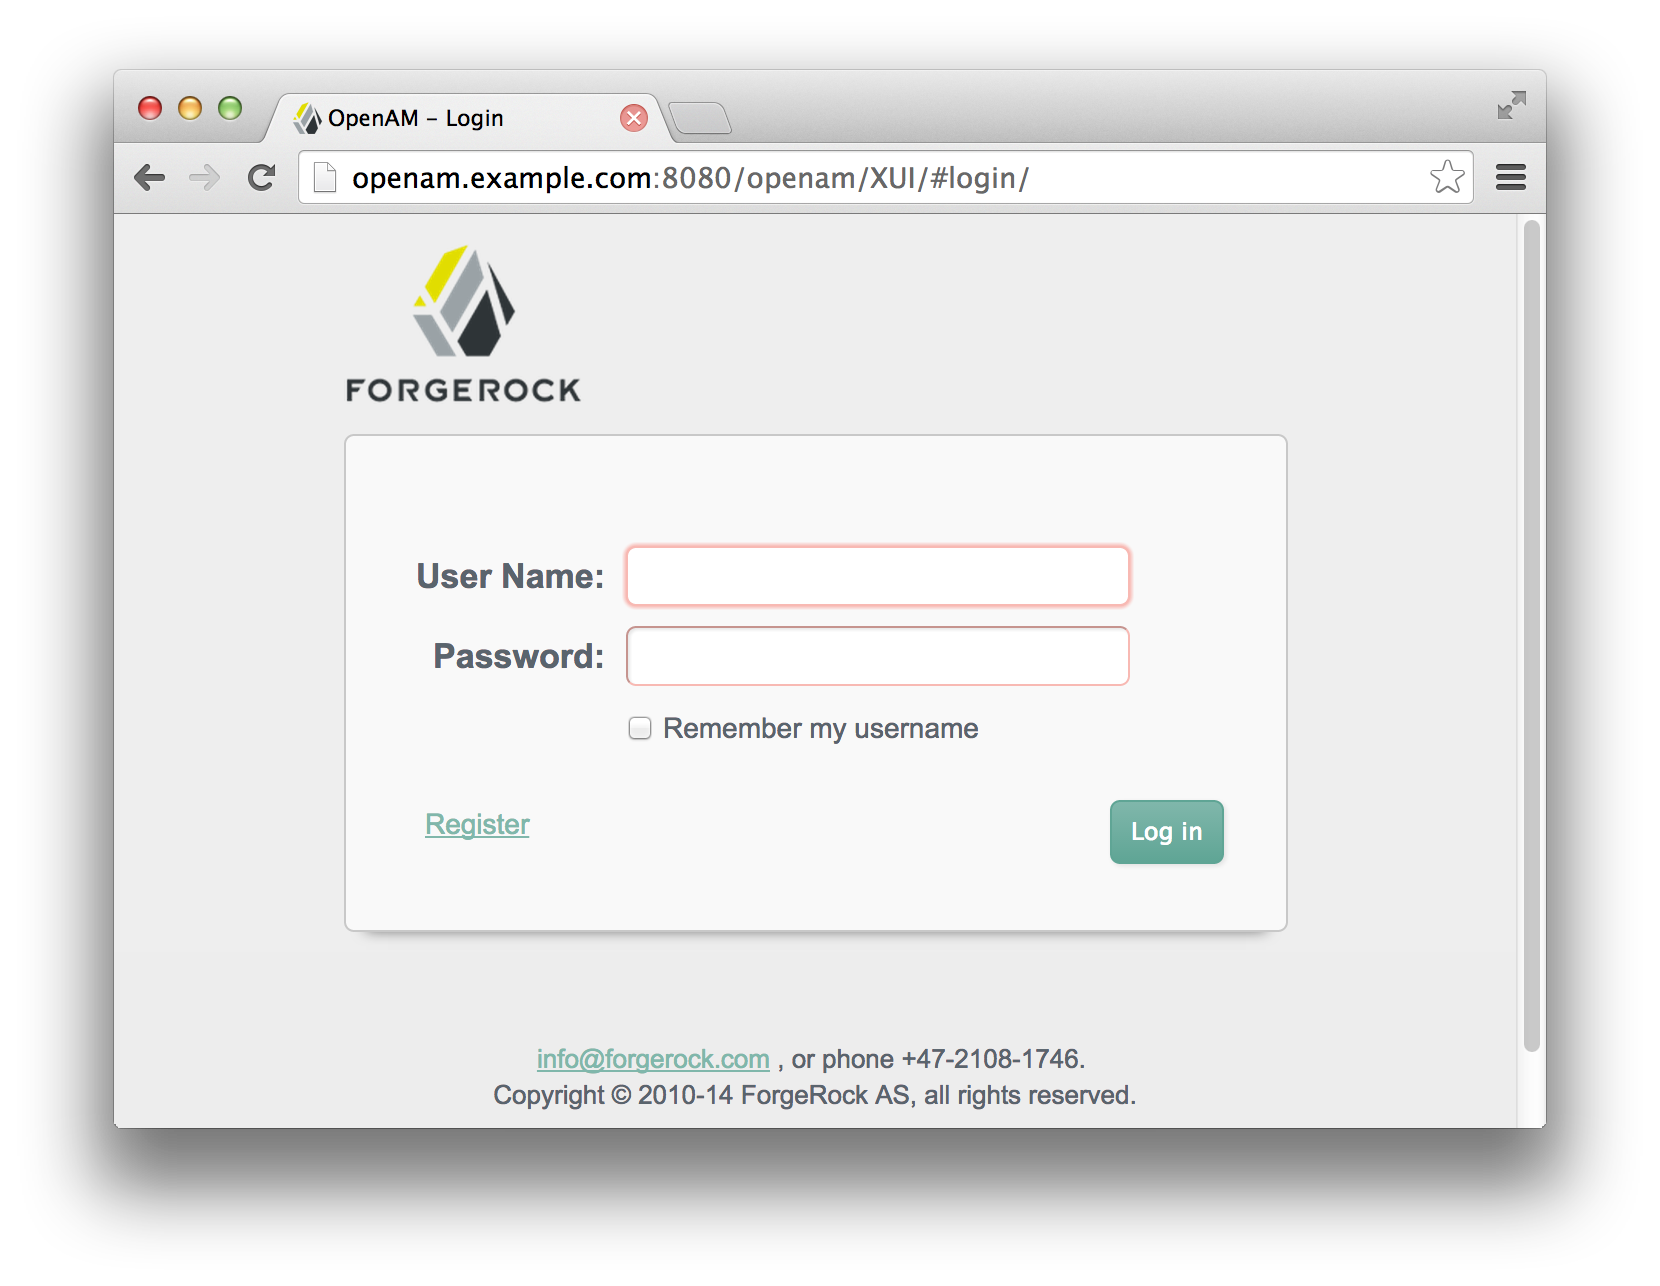 OpenAM – Login
openam.example.com:8080/openam/XUI/#login/
FORGEROCK
User Name:
Password:
Remember my username
Register
Log in
info@forgerock.com , or phone +47-2108-1746.
Copyright © 2010-14 ForgeRock AS, all rights reserved.